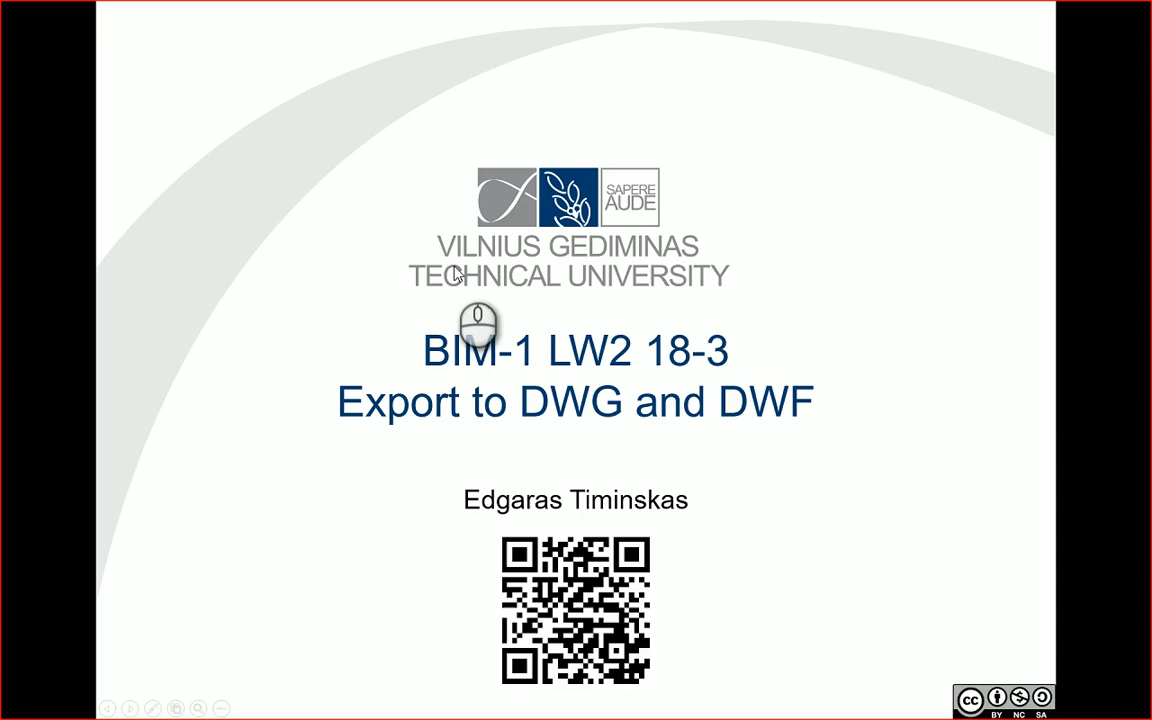 SAPERE
AUDE
VILNIUS GEDIMINAS
TECHNICAL UNIVERSITY
BIM-1 LW2 18-3
Export to DWG and DWF
Edgaras Timinskas
cc
BY NC SA